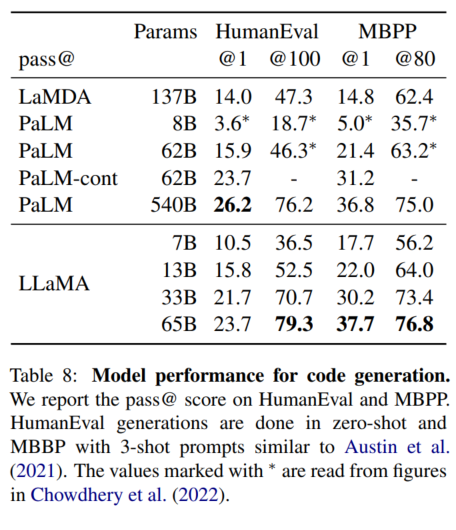 Params HumanEval MBPP
pass@ @1 @100 @1 @80
LaMDA 137B 14.0 47.3 14.8 62.4
PaLM 8B 3.6* 18.7* 5.0* 35.7*
PaLM 62B 15.9 46.3* 21.4 63.2*
PaLM-cont 62B 23.7 - 31.2 -
PaLM 540B 26.2 76.2 36.8 75.0
LLaMA
7B 10.5 36.5 17.7 56.2
13B 15.8 52.5 22.0 64.0
33B 21.7 70.7 30.2 73.4
65B 23.7 79.3 37.7 76.8
Table 8: Model performance for code generation.
We report the pass@ score on HumanEval and MBPP.
HumanEval generations are done in zero-shot and
MBBP with 3-shot prompts similar to Austin et al.
(2021). The values marked with * are read from figures
in Chowdhery et al. (2022).